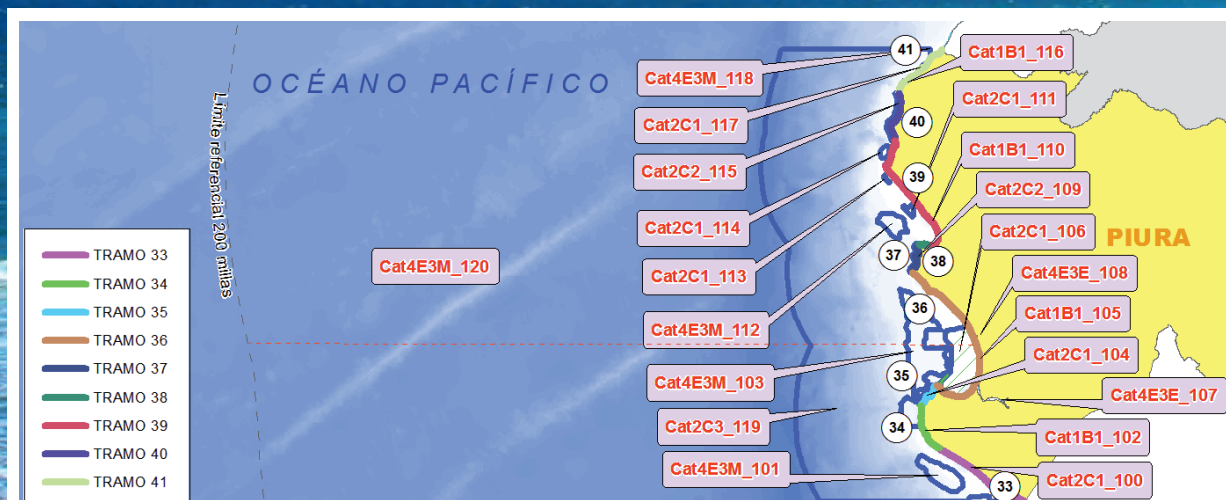 OCÉANO PACÍFICO
Límite referencial 200 millas
Cat4E3M_118
Cat2C1_117
Cat2C2_115
Cat2C1_114
Cat2C1_113
Cat4E3M_112
Cat4E3M_103
Cat2C3_119
Cat4E3M_101
Cat4E3M_120
41
40
39
37
38
36
35
34
33
Cat1B1_116
Cat2C1_111
Cat1B1_110
Cat2C2_109
Cat2C1_106
PIURA
Cat4E3E_108
Cat1B1_105
Cat2C1_104
Cat4E3E_107
Cat1B1_102
Cat2C1_100
TRAMO 33
TRAMO 34
TRAMO 35
TRAMO 36
TRAMO 37
TRAMO 38
TRAMO 39
TRAMO 40
TRAMO 41